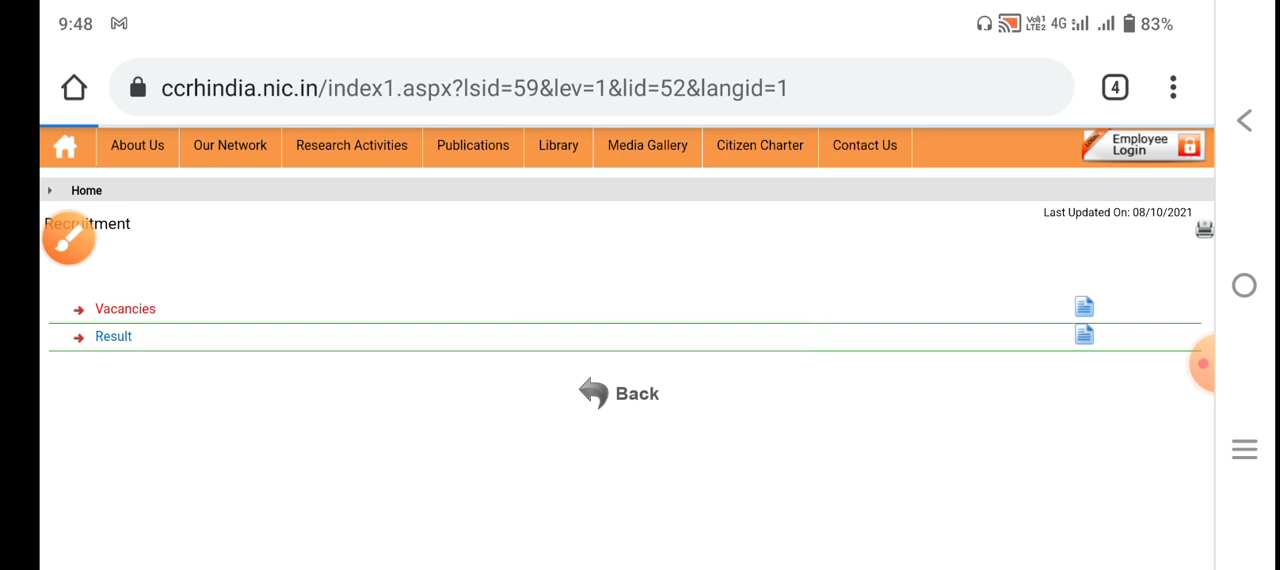 9:48 Vo)) 1 LTE2 4G 83%
ccrhindia.nic.in/index1.aspx?lsid=59&lev=1&lid=52&langid=1 4
About Us Our Network Research Activities Publications Library Media Gallery Citizen Charter Contact Us Employee Login
Home
Recruitment Last Updated On: 08/10/2021
Vacancies
Result
Back